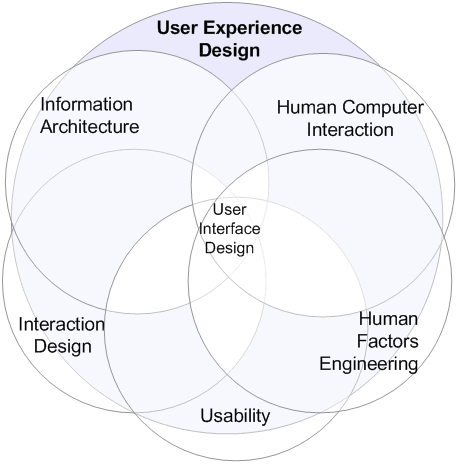 User Experience
Design
Information
Architecture
Human Computer
Interaction
User
Interface
Design
Interaction
Design
Human
Factors
Engineering
Usability